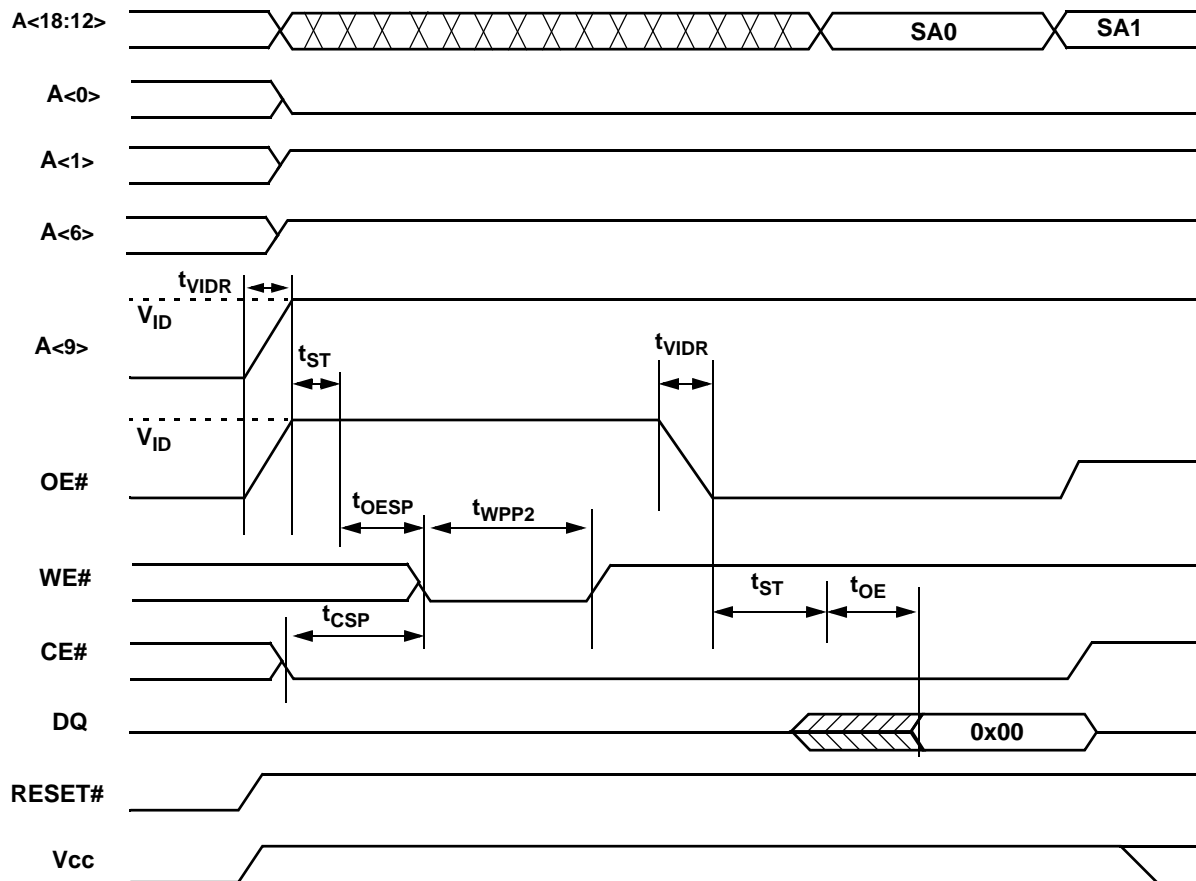 A<18:12>
SA0
SA1
A<0>
A<1>
A<6>
tVIDR
VID
A<9>
tST
tVIDR
VID
OE#
tOESP
tWPP2
WE#
tST
tOE
tCSP
CE#
DQ
0x00
RESET#
Vcc